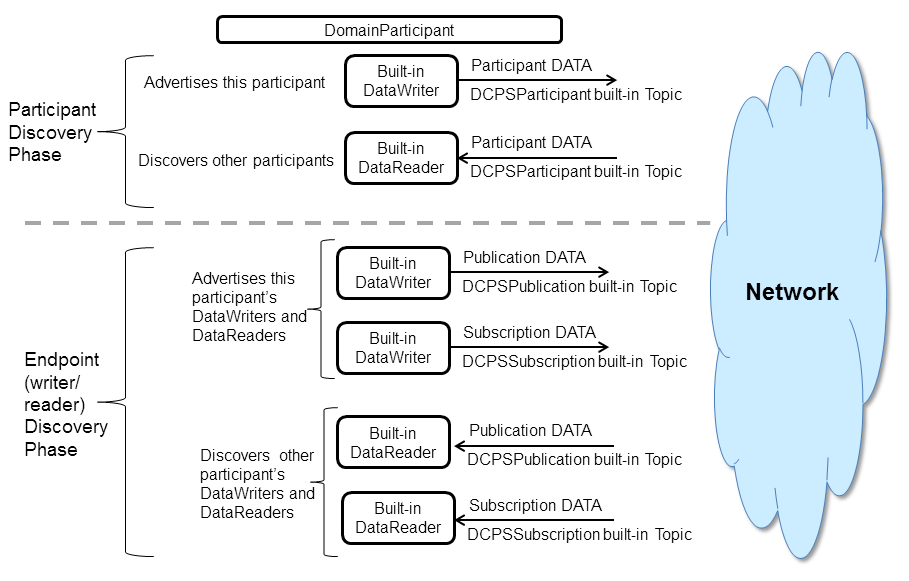 DomainParticipant
Participant
Discovery
Phase
Advertises this participant
Built-in
DataWriter
Participant DATA
DCPSParticipant built-in Topic
Discovers other participants
Built-in
DataReader
Participant DATA
DCPSParticipant built-in Topic
Endpoint
(writer/
reader)
Discovery
Phase
Advertises this
participant's
DataWriters and
DataReaders
Built-in
DataWriter
Publication DATA
DCPSPublication built-in Topic
Built-in
DataWriter
Subscription DATA
DCPSSubscription built-in Topic
Discovers other
participant's
DataWriters and
DataReaders
Built-in
DataReader
Publication DATA
DCPSPublication built-in Topic
Built-in
DataReader
Subscription DATA
DCPSSubscription built-in Topic
Network